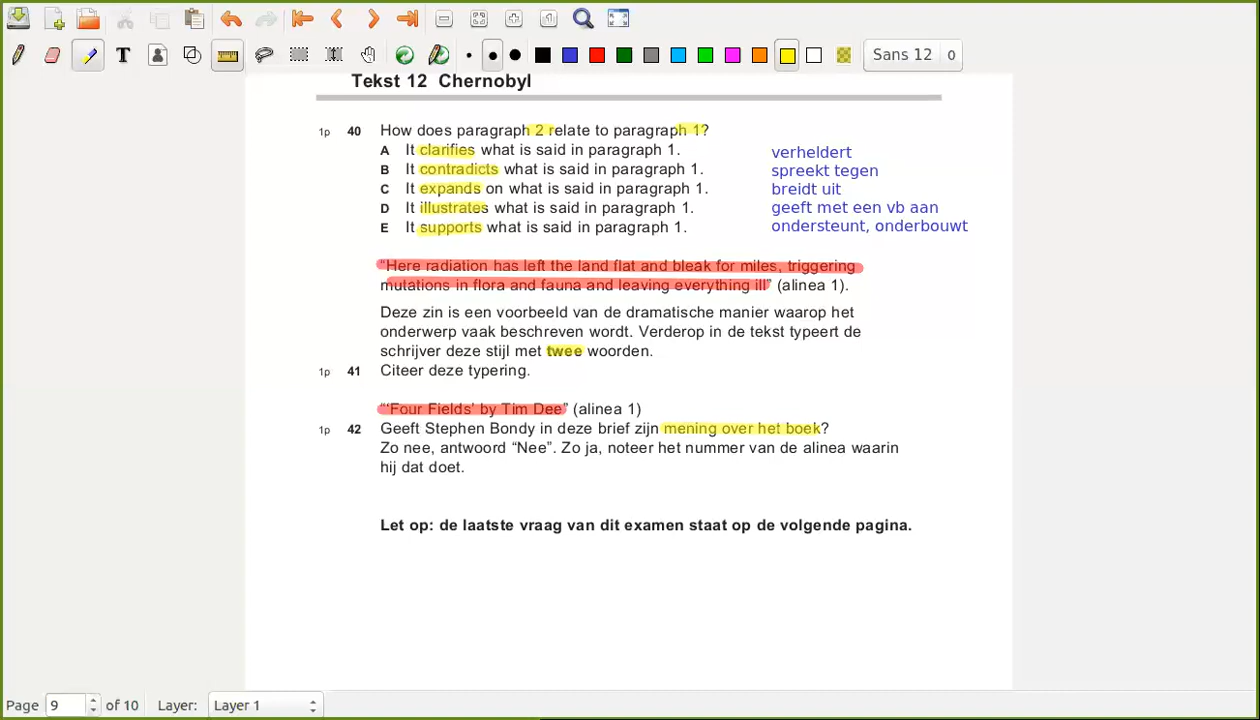 T
Sans 12
0
Tekst 12 Chernobyl
1p 40 How does paragraph 2 relate to paragraph 1?
A It clarifies what is said in paragraph 1. verheldert
B It contradicts what is said in paragraph 1. spreekt tegen
C It expands on what is said in paragraph 1. breidt uit
D It illustrates what is said in paragraph 1. geeft met een vb aan
E It supports what is said in paragraph 1. ondersteunt, onderbouwt
“Here radiation has left the land flat and bleak for miles, triggering
mutations in flora and fauna and leaving everything ill” (alinea 1).
Deze zin is een voorbeeld van de dramatische manier waarop het
onderwerp vaak beschreven wordt. Verderop in de tekst typeert de
schrijver deze stijl met twee woorden.
1p 41 Citeer deze typering.
“‘Four Fields’ by Tim Dee” (alinea 1)
1p 42 Geeft Stephen Bondy in deze brief zijn mening over het boek?
Zo nee, antwoord “Nee”. Zo ja, noteer het nummer van de alinea waarin
hij dat doet.
Let op: de laatste vraag van dit examen staat op de volgende pagina.
Page 9 of 10 Layer: Layer 1